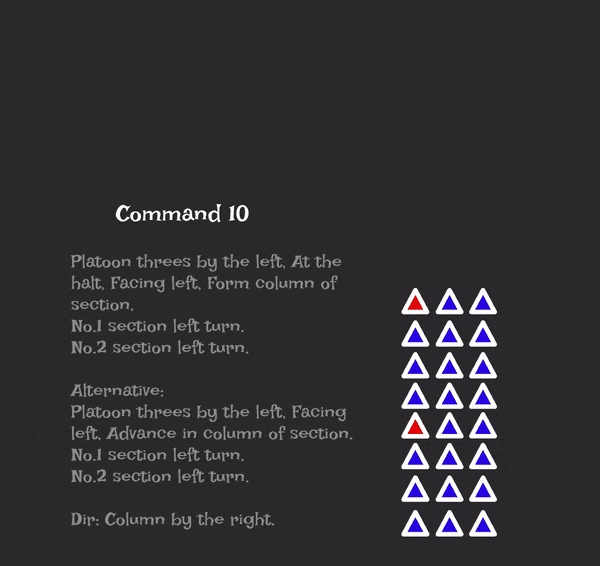 Command 10
Platoon threes by the left, At the
halt, Facing left, Form column of
section.
No.1 section left turn.
No.2 section left turn.
Alternative:
Platoon threes by the left, Facing
left, Advance in column of section.
No.1 section left turn.
No.2 section left turn.
Dir: Column by the right.